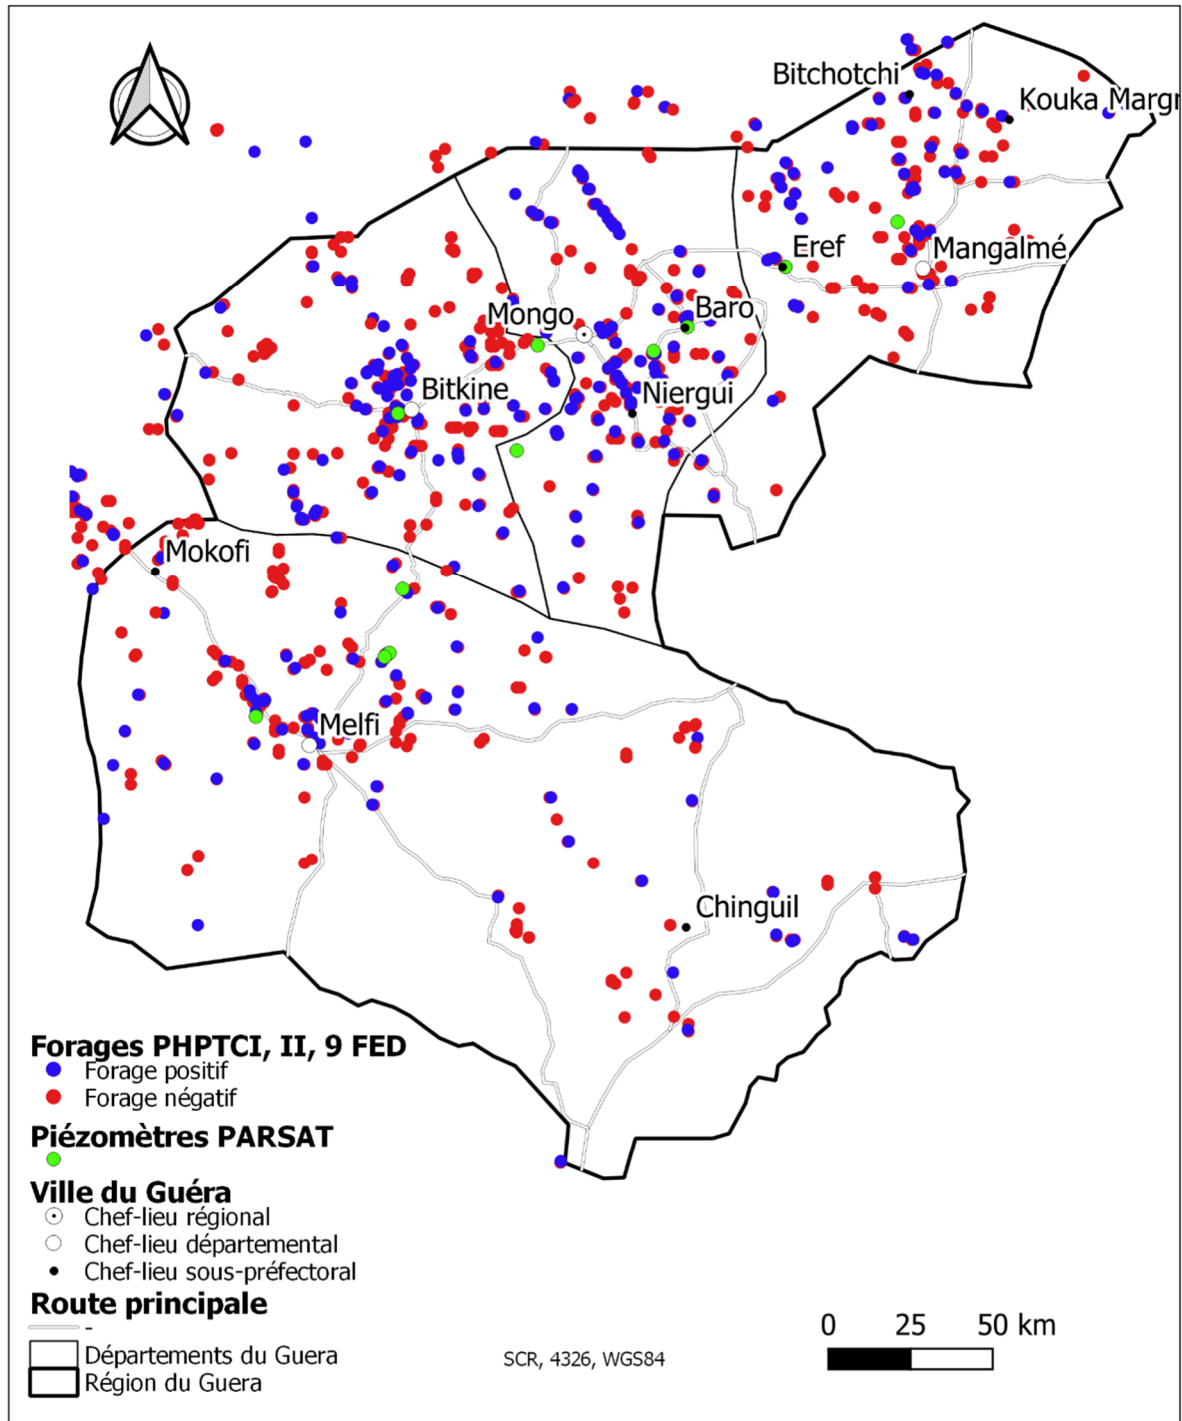 Bitchotchi
Kouka Margr
Eref
Mangalmé
Mongo
Baro
Bitkine
Niergui
Mokofi
Melfi
Chinguil
Forages PHPTCI, II, 9 FED
Forage positif
Forage négatif
Piézomètres PARSAT
Ville du Guéra
Chef-lieu régional
Chef-lieu départemental
Chef-lieu sous-préfectoral
Route principale
-
Départements du Guera
Région du Guera
SCR, 4326, WGS84
0 25 50 km